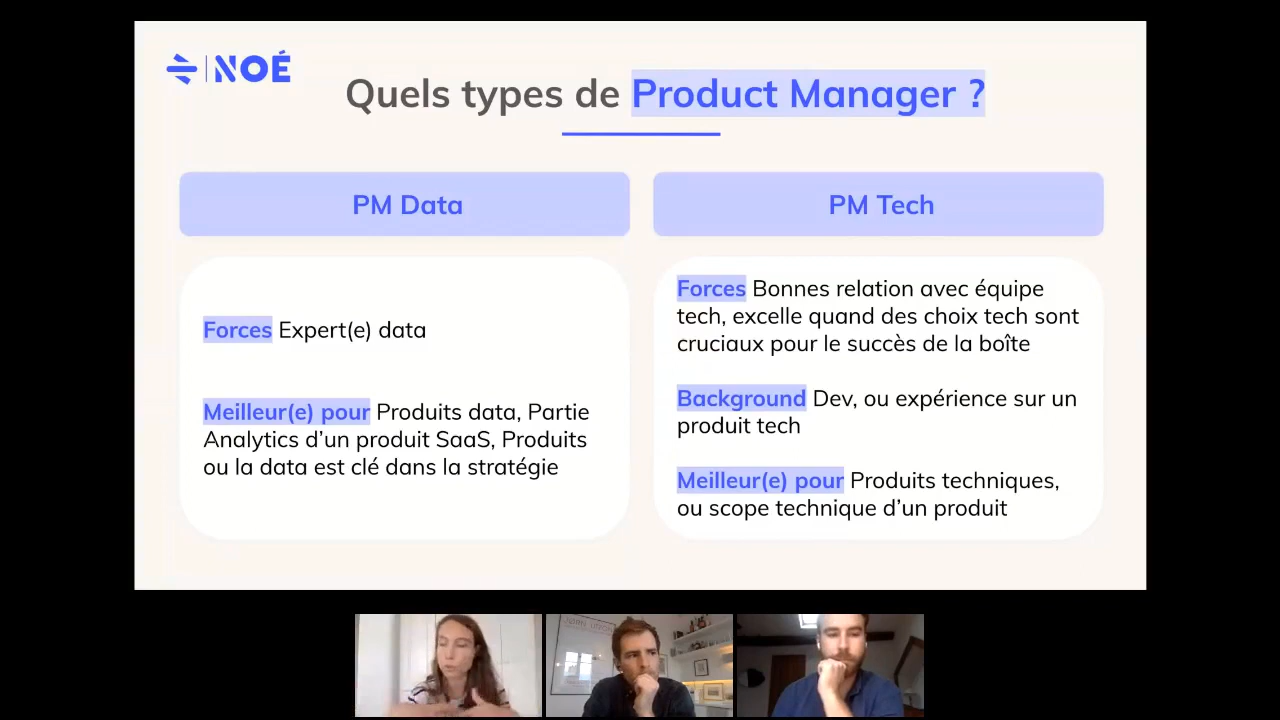 NOÉ
Quels types de Product Manager ?
PM Data
Forces Expert(e) data
Meilleur(e) pour Produits data, Partie
Analytics d’un produit SaaS, Produits
ou la data est clé dans la stratégie
PM Tech
Forces Bonnes relation avec équipe
tech, excelle quand des choix tech sont
cruciaux pour le succès de la boîte
Background Dev, ou expérience sur un
produit tech
Meilleur(e) pour Produits techniques,
ou scope technique d’un produit